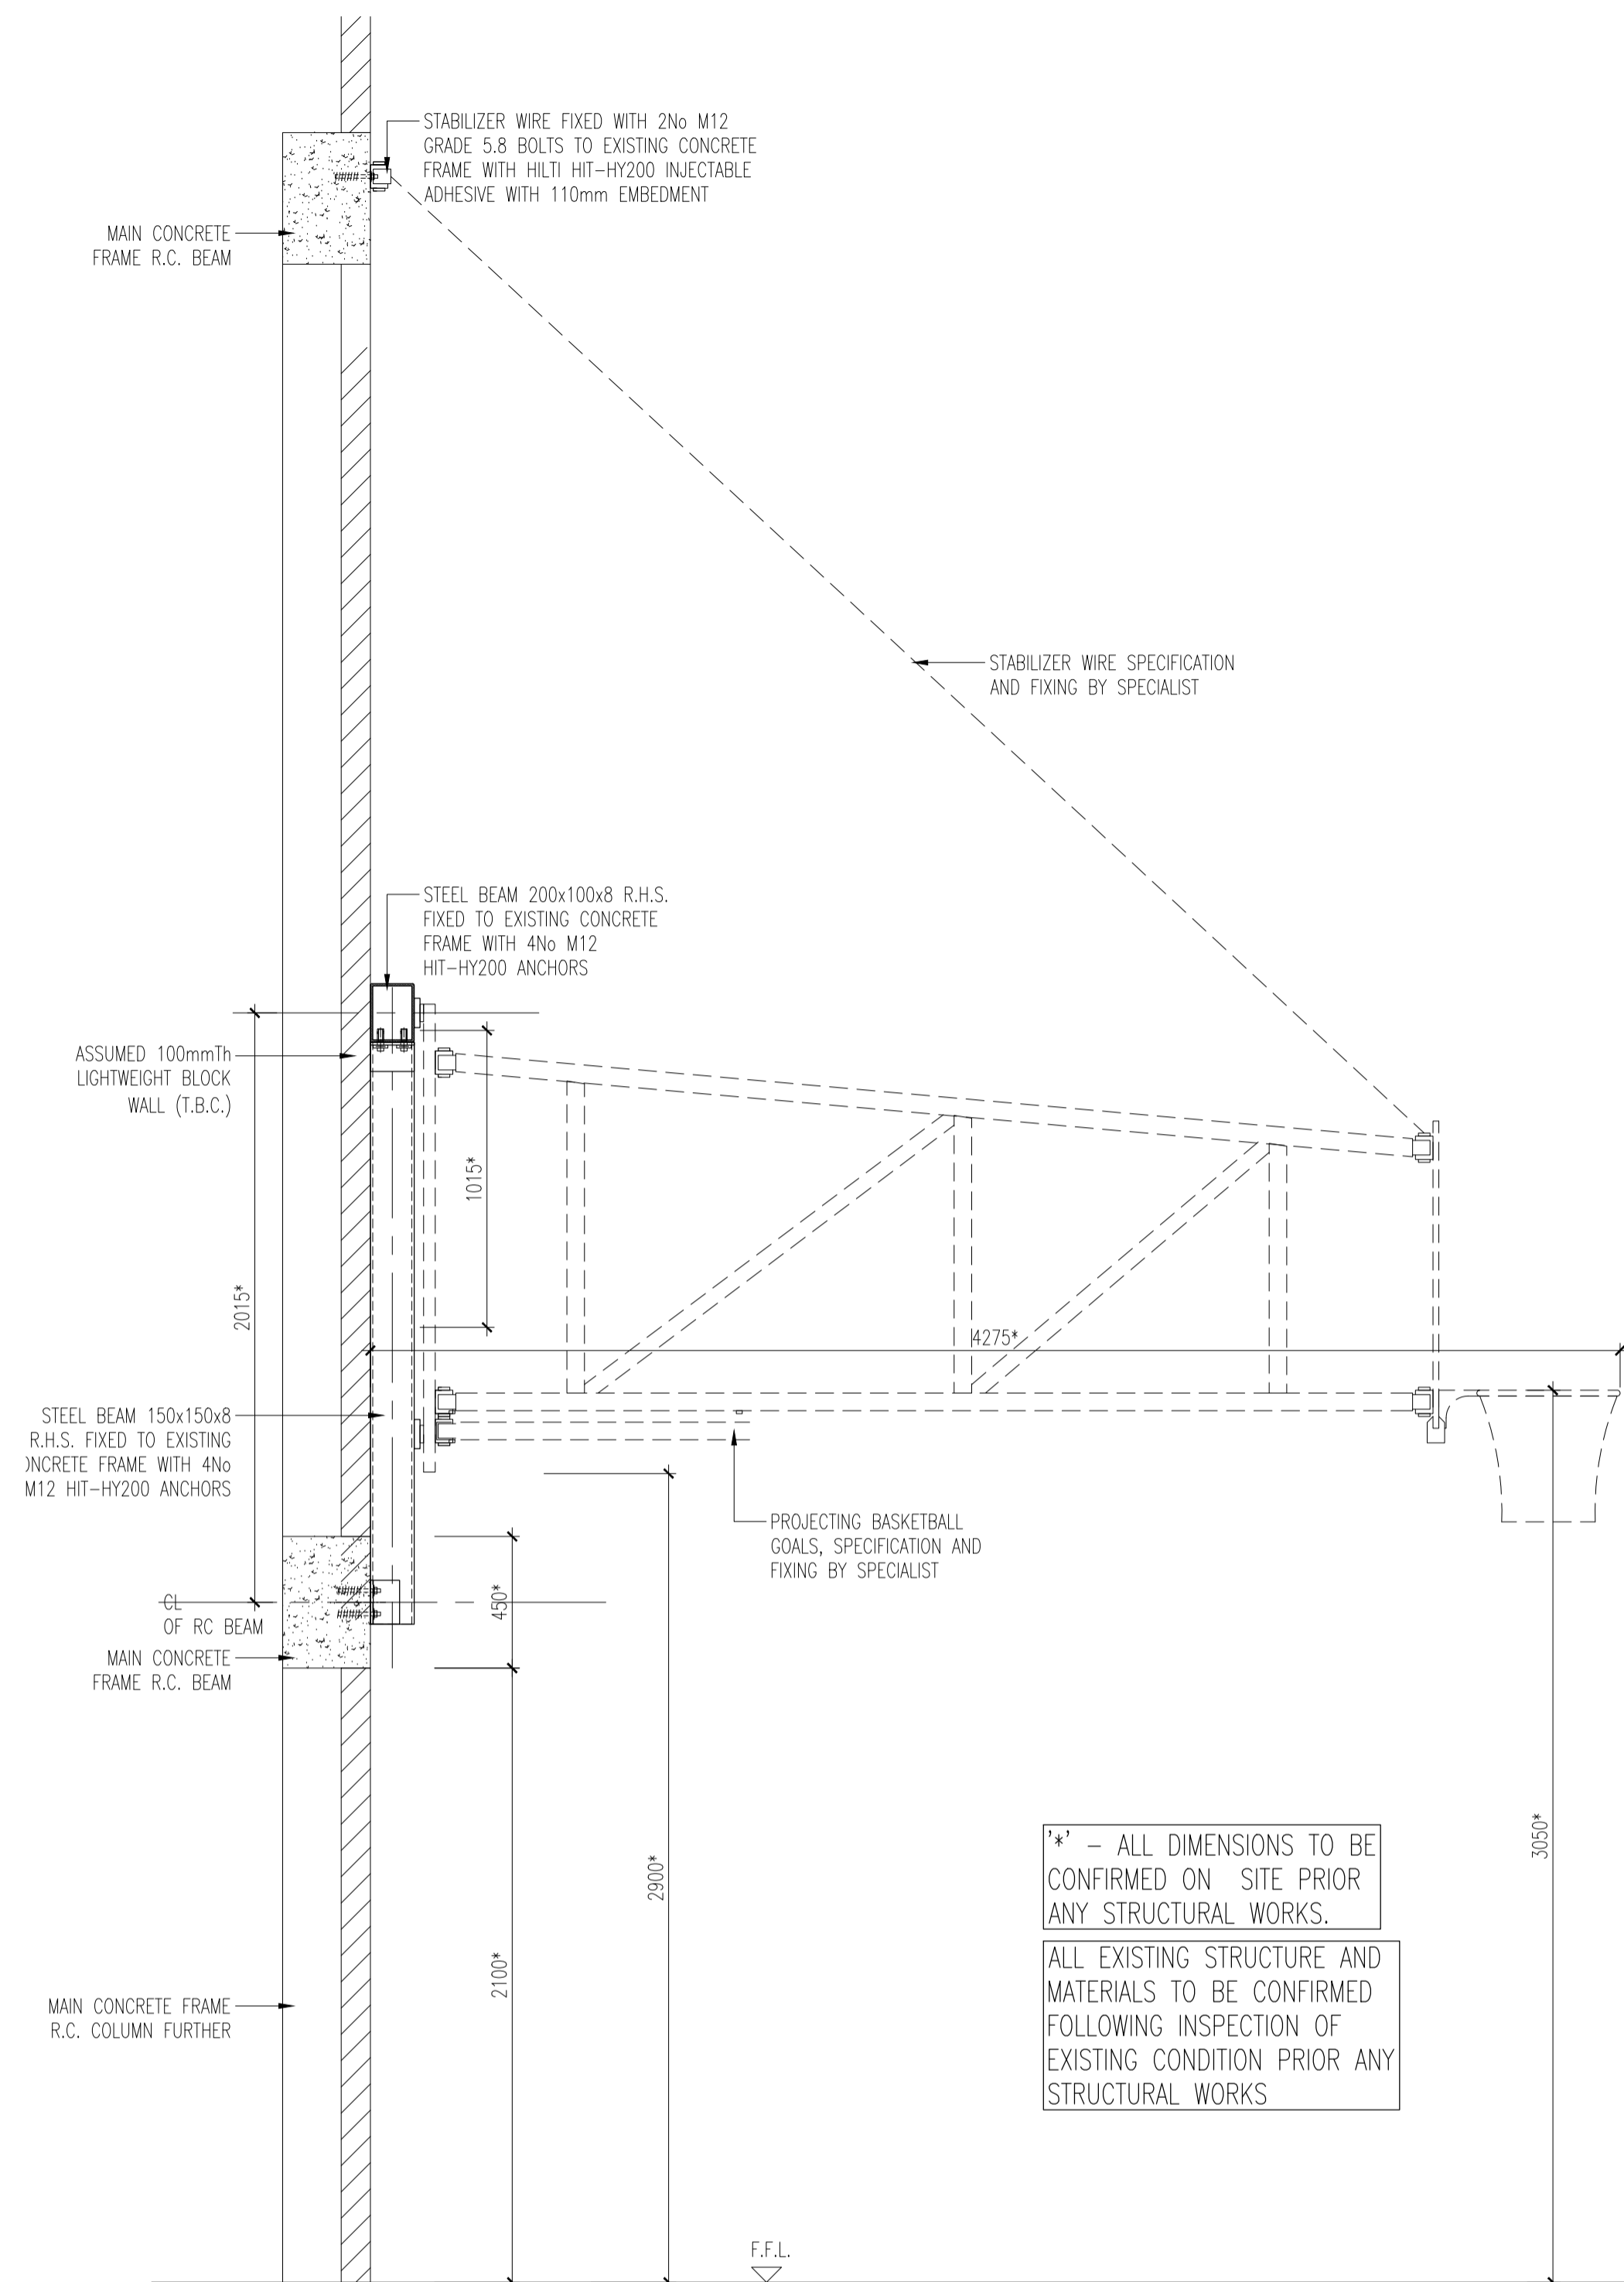 STABILIZER WIRE FIXED WITH 2No M12
GRADE 5.8 BOLTS TO EXISTING CONCRETE
FRAME WITH HILTI HIT-HY200 INJECTABLE
ADHESIVE WITH 110mm EMBEDMENT
MAIN CONCRETE
FRAME R.C. BEAM
STABILIZER WIRE SPECIFICATION
AND FIXING BY SPECIALIST
STEEL BEAM 200x100x8 R.H.S.
FIXED TO EXISTING CONCRETE
FRAME WITH 4No M12
HIT-HY200 ANCHORS
ASSUMED 100mmTh
LIGHTWEIGHT BLOCK
WALL (T.B.C.)
1015*
2015*
4275*
STEEL BEAM 150x150x8
R.H.S. FIXED TO EXISTING
ONCRETE FRAME WITH 4No
M12 HIT-HY200 ANCHORS
PROJECTING BASKETBALL
GOALS, SPECIFICATION AND
FIXING BY SPECIALIST
450*
CL
OF RC BEAM
MAIN CONCRETE
FRAME R.C. BEAM
2900*
2100*
3050*
'*' - ALL DIMENSIONS TO BE
CONFIRMED ON SITE PRIOR
ANY STRUCTURAL WORKS.
ALL EXISTING STRUCTURE AND
MATERIALS TO BE CONFIRMED
FOLLOWING INSPECTION OF
EXISTING CONDITION PRIOR ANY
STRUCTURAL WORKS
MAIN CONCRETE FRAME
R.C. COLUMN FURTHER
F.F.L.